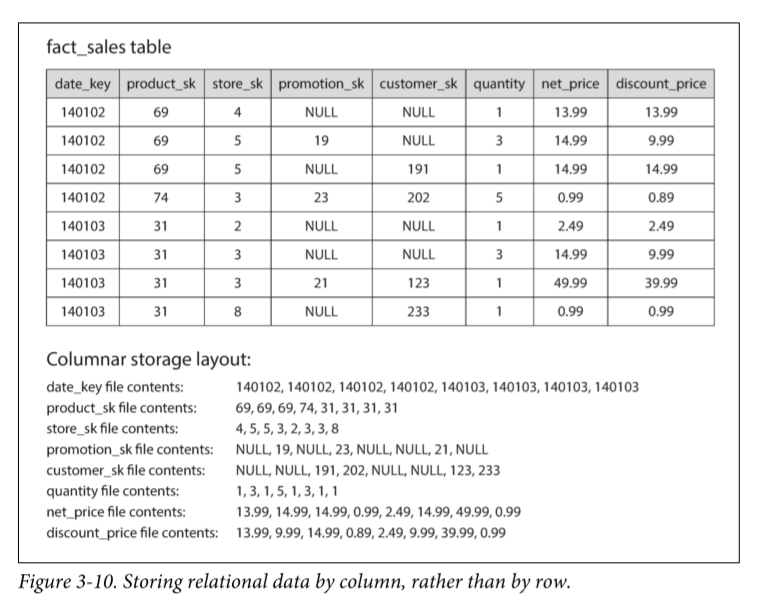 fact_sales table
date_key product_sk store_sk promotion_sk customer_sk quantity net_price discount_price
140102 69 4 NULL NULL 1 13.99 13.99
140102 69 5 19 NULL 3 14.99 9.99
140102 69 5 NULL 191 1 14.99 14.99
140102 74 3 23 202 5 0.99 0.89
140103 31 2 NULL NULL 1 2.49 2.49
140103 31 3 NULL NULL 3 14.99 9.99
140103 31 3 21 123 1 49.99 39.99
140103 31 8 NULL 233 1 0.99 0.99
Columnar storage layout:
date_key file contents: 140102, 140102, 140102, 140102, 140103, 140103, 140103, 140103
product_sk file contents: 69, 69, 69, 74, 31, 31, 31, 31
store_sk file contents: 4, 5, 5, 3, 2, 3, 3, 8
promotion_sk file contents: NULL, 19, NULL, 23, NULL, NULL, 21, NULL
customer_sk file contents: NULL, NULL, 191, 202, NULL, NULL, 123, 233
quantity file contents: 1, 3, 1, 5, 1, 3, 1, 1
net_price file contents: 13.99, 14.99, 14.99, 0.99, 2.49, 14.99, 49.99, 0.99
discount_price file contents: 13.99, 9.99, 14.99, 0.89, 2.49, 9.99, 39.99, 0.99
Figure 3-10. Storing relational data by column, rather than by row.